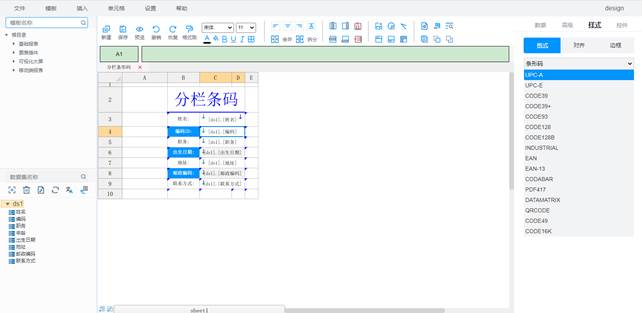 文件 模板 插入 单元格 设置 帮助 design
模板名称
根目录
基础报表
图表插件
可视化大屏
移动端报表
新建 保存 预览 撤销 恢复 格式刷
宋体 11
A B I U
合并 拆分
数据 高级 样式 控件
格式 对齐 边框
A1
分栏条码
A B C D E
1
2 分栏条码
3 姓名: ds1.[姓名]
4 编码ID: ds1.[编码]
5 职务: ds1.[职务]
6 出生日期: ds1.[出生日期]
7 地址: ds1.[地址]
8 邮政编码: ds1.[邮政编码]
9 联系方式: ds1.[联系方式]
10
条形码
UPC-A
UPC-E
CODE39
CODE39+
CODE93
CODE128
CODE128B
INDUSTRIAL
EAN
EAN-13
CODABAR
PDF417
DATAMATRIX
QRCODE
CODE49
CODE16K
数据集名称
ds1
姓名
编码
职务
年龄
出生日期
地址
邮政编码
联系方式
sheet1